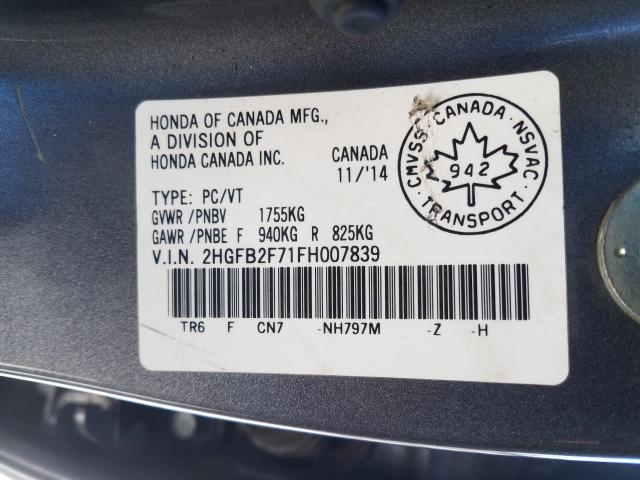 HONDA OF CANADA MFG.,
A DIVISION OF
HONDA CANADA INC.
CANADA
11/'14
TYPE: PC/VT
GVWR /PNBV 1755KG
GAWR /PNBE F 940KG R 825KG
V.I.N. 2HGFB2F71FH007839
TR6 F CN7 -NH797M -Z -H
CMVSS · CANADA · NSVAC
942
· TRANSPORT ·